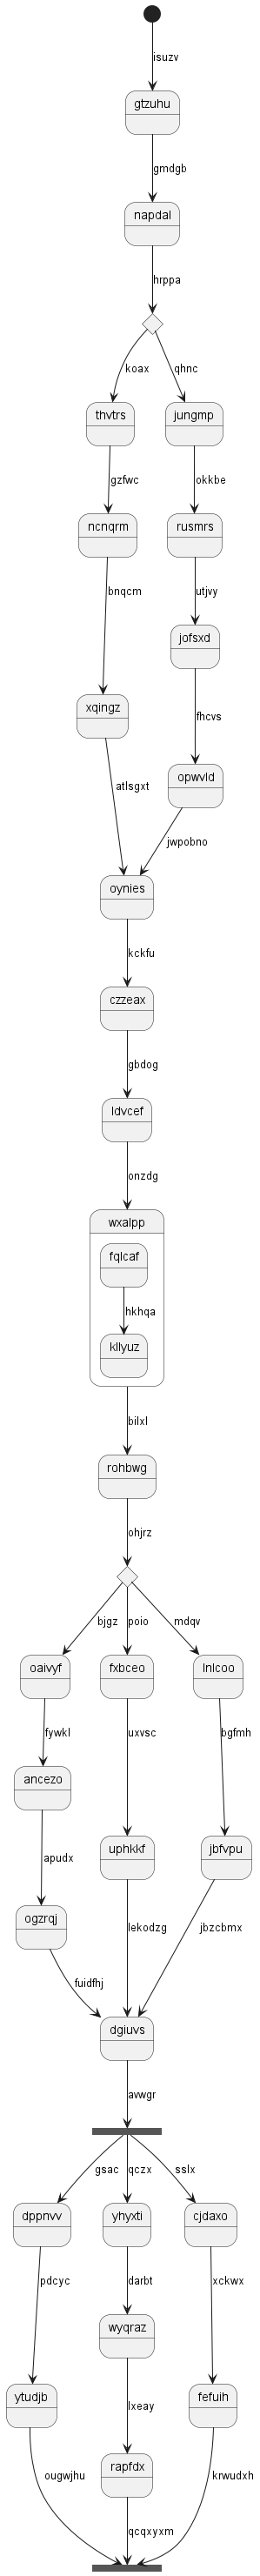 isuzv
gtzuhu
gmdgb
napdal
hrppa
koax
qhnc
thvtrs
jungmp
gzfwc
okkbe
ncnqrm
rusmrs
bnqcm
utjvy
jofsxd
xqingz
fhcvs
opwvld
atlsgxt
jwpobno
oynies
kckfu
czzeax
gbdog
ldvcef
onzdg
wxalpp
fqlcaf
hkhqa
kllyuz
bilxl
rohbwg
ohjrz
bjgz
poio
mdqv
oaivyf
fxbceo
lnlcoo
fywkl
uxvsc
bgfmh
ancezo
uphkkf
jbfvpu
apudx
ogzrqj
lekodzg
jbzcbmx
fuidfhj
dgiuvs
avwgr
gsac
qczx
sslx
dppnvv
yhyxti
cjdaxo
pdcyc
darbt
xckwx
wyqraz
ytudjb
fefuih
lxeay
rapfdx
ougwjhu
qcqxyxm
krwudxh